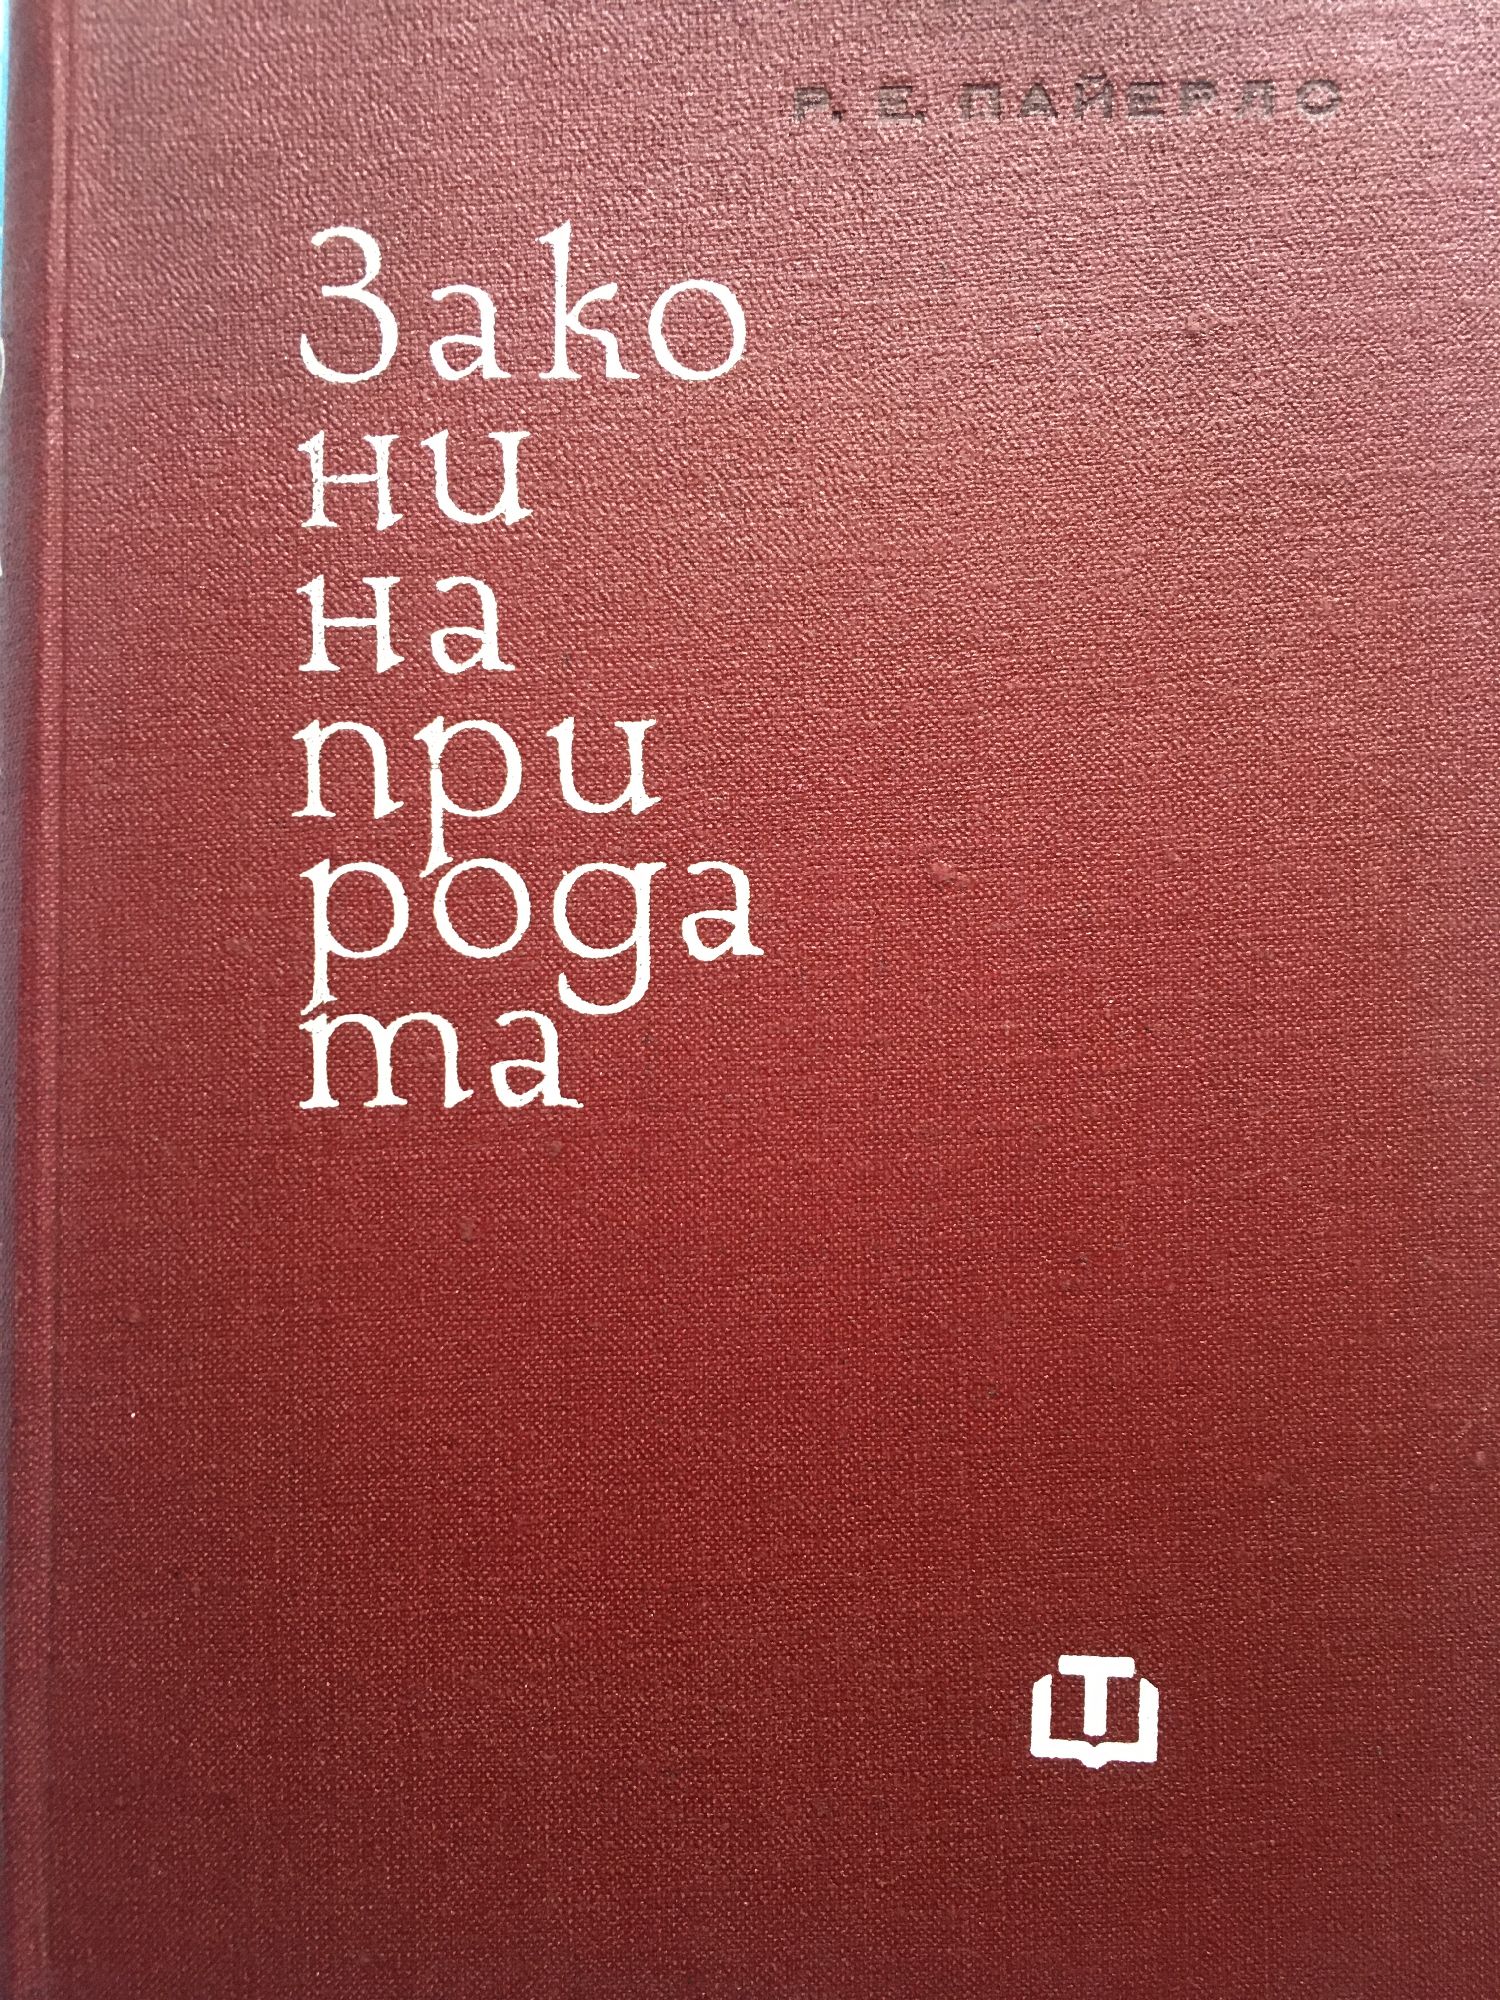 Р. Е. ПАЙЕРЛС
Зако
ни
на
при
рода
та
Т